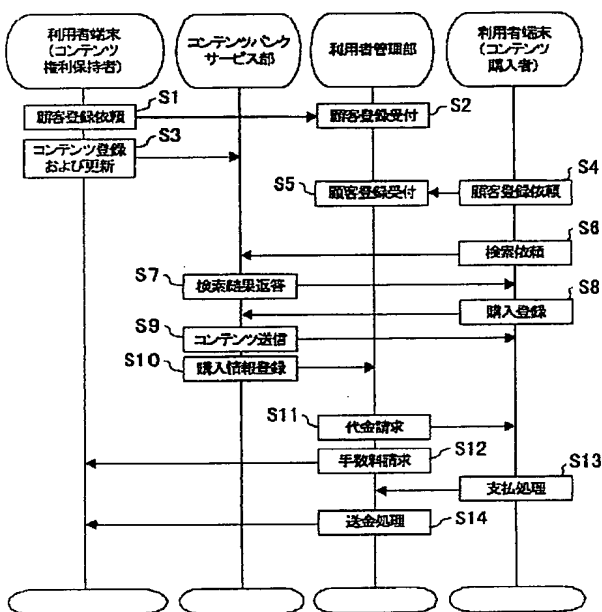 利用者端末
(コンテンツ
権利保持者)
コンテンツバンク
サービス部
利用者管理部
利用者端末
(コンテンツ
購入者)
S1
顧客登録依頼
S2
顧客登録受付
S3
コンテンツ登録
および更新
S4
顧客登録依頼
S5
顧客登録受付
S6
検索依頼
S7
検索結果返答
S8
購入登録
S9
コンテンツ送信
S10
購入情報登録
S11
代金請求
S12
手数料請求
S13
支払処理
S14
送金処理